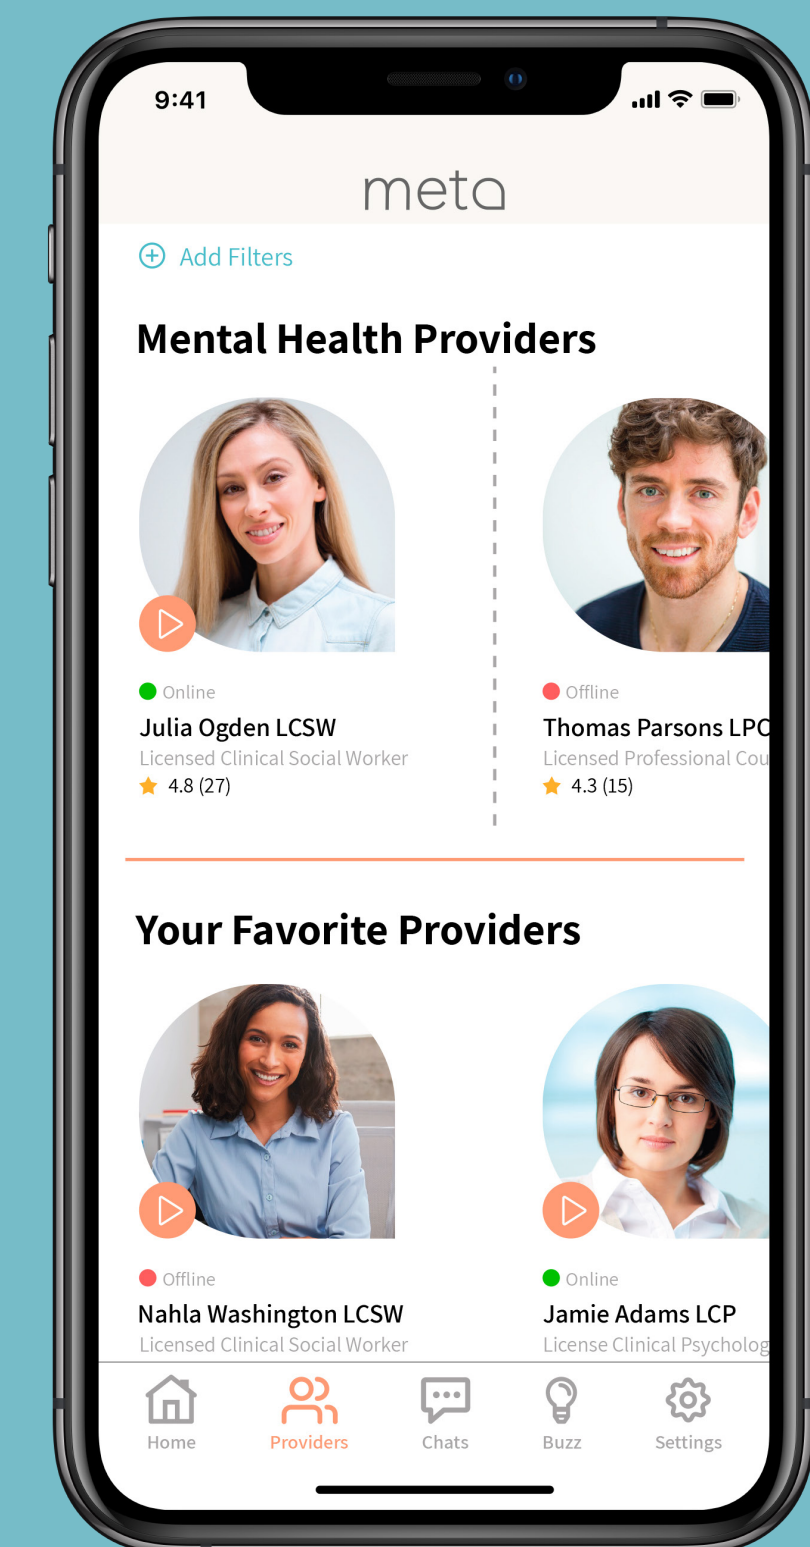 9:41
meta
Add Filters
Mental Health Providers
Online
Julia Ogden LCSW
Licensed Clinical Social Worker
4.8 (27)
Offline
Thomas Parsons LPC
Licensed Professional Cou
4.3 (15)
Your Favorite Providers
Offline
Nahla Washington LCSW
Licensed Clinical Social Worker
Online
Jamie Adams LCP
License Clinical Psycholog
Home
Providers
Chats
Buzz
Settings